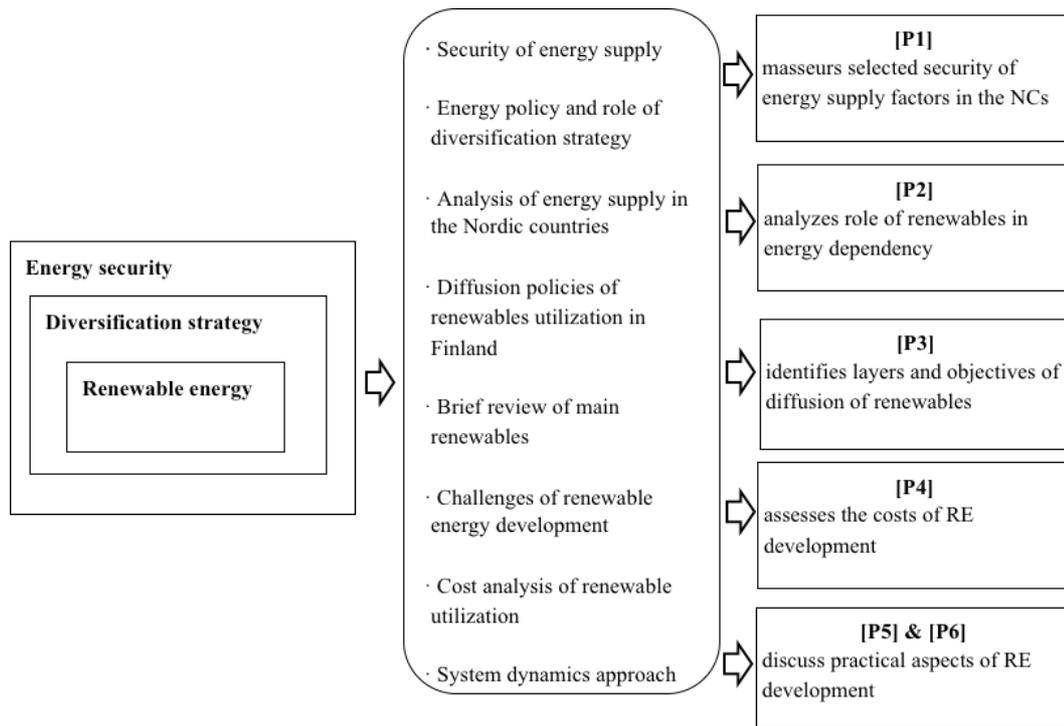 Energy security
Diversification strategy
Renewable energy
· Security of energy supply
· Energy policy and role of
diversification strategy
· Analysis of energy supply in
the Nordic countries
· Diffusion policies of
renewables utilization in
Finland
· Brief review of main
renewables
· Challenges of renewable
energy development
· Cost analysis of renewable
utilization
· System dynamics approach
[P1]
masseurs selected security of
energy supply factors in the NCs
[P2]
analyzes role of renewables in
energy dependency
[P3]
identifies layers and objectives of
diffusion of renewables
[P4]
assesses the costs of RE
development
[P5] & [P6]
discuss practical aspects of RE
development